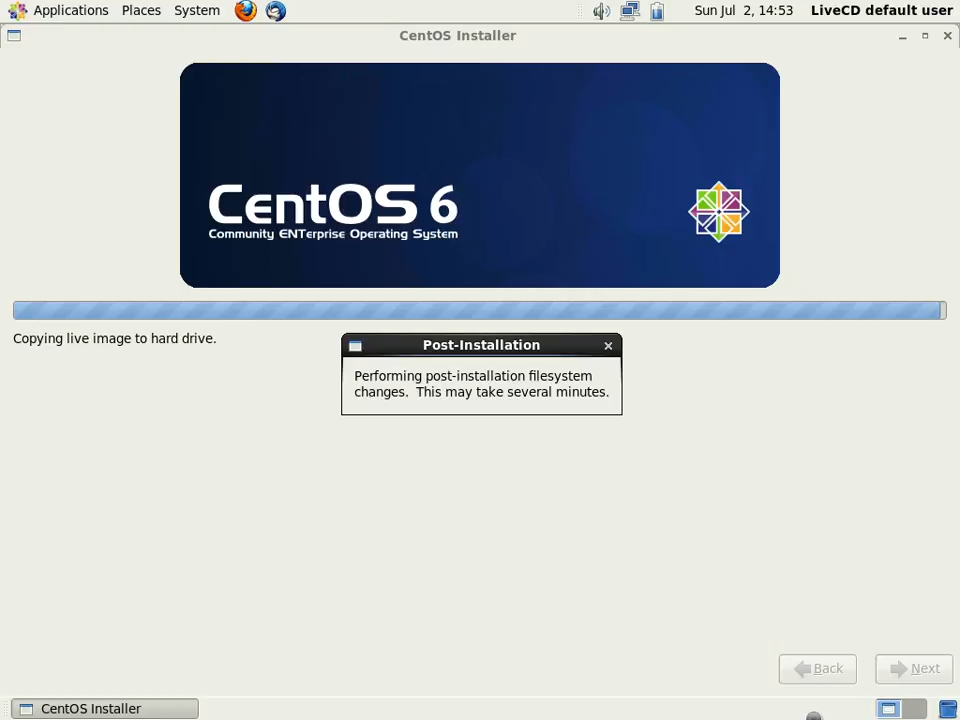 Applications Places System Sun Jul 2, 14:53 LiveCD default user
CentOS Installer
CentOS 6
Community ENTerprise Operating System
Copying live image to hard drive.
Post-Installation
Performing post-installation filesystem
changes. This may take several minutes.
Back Next
CentOS Installer